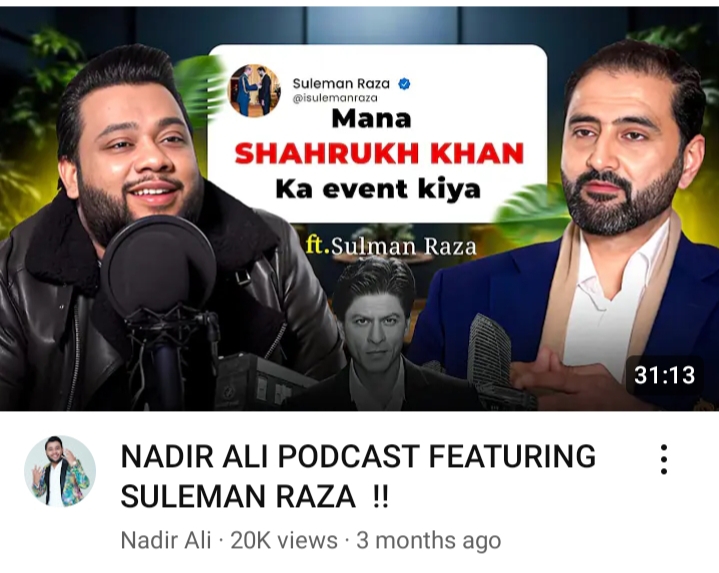 Suleman Raza
@isulemanraza
Mana
SHAHRUKH KHAN
Ka event kiya
ft.Sulman Raza
31:13
NADIR ALI PODCAST FEATURING
SULEMAN RAZA !!
Nadir Ali · 20K views · 3 months ago